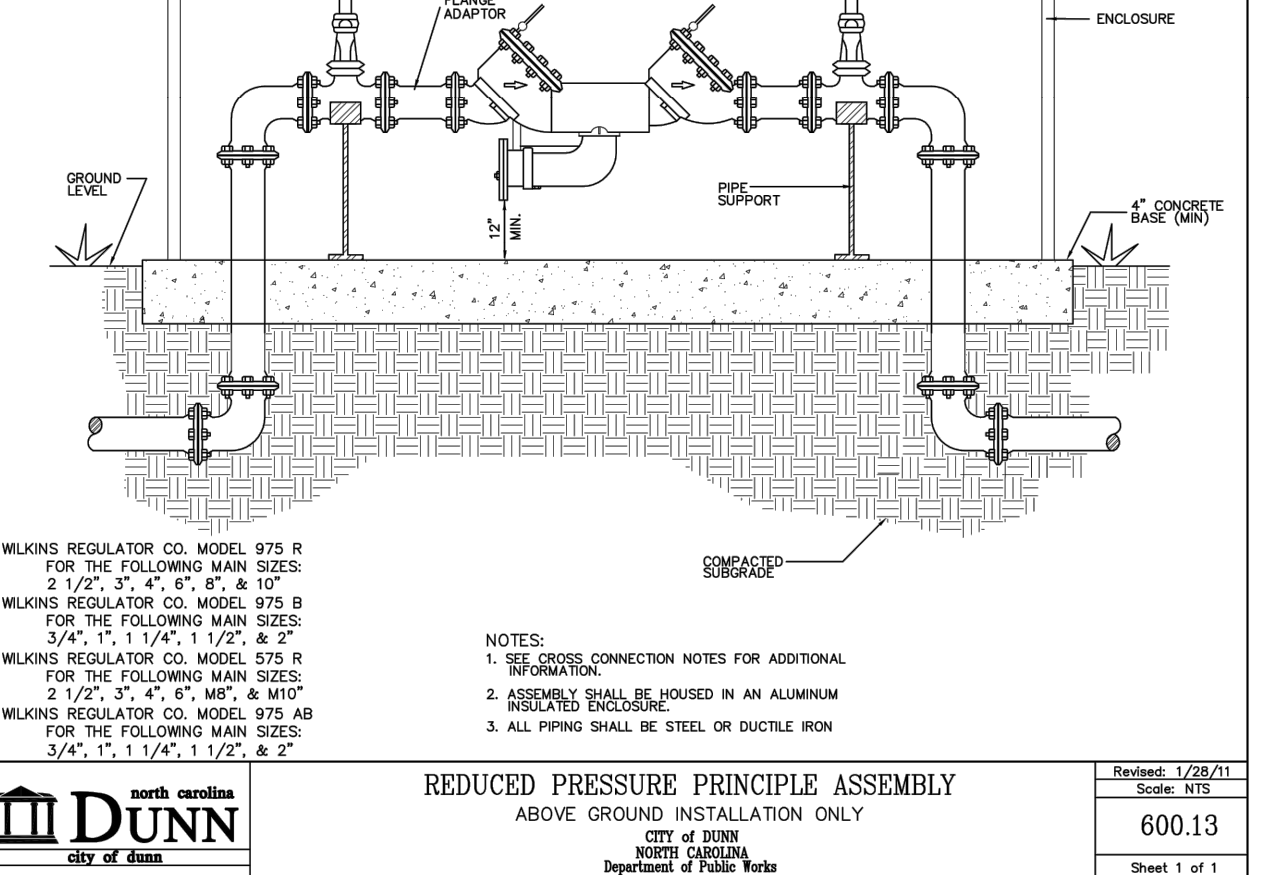 FLANGE
ADAPTOR
ENCLOSURE
GROUND
LEVEL
PIPE
SUPPORT
12"
MIN.
4" CONCRETE
BASE (MIN)
COMPACTED
SUBGRADE
WILKINS REGULATOR CO. MODEL 975 R
FOR THE FOLLOWING MAIN SIZES:
2 1/2", 3", 4", 6", 8", & 10"
WILKINS REGULATOR CO. MODEL 975 B
FOR THE FOLLOWING MAIN SIZES:
3/4", 1", 1 1/4", 1 1/2", & 2"
WILKINS REGULATOR CO. MODEL 575 R
FOR THE FOLLOWING MAIN SIZES:
2 1/2", 3", 4", 6", M8", & M10"
WILKINS REGULATOR CO. MODEL 975 AB
FOR THE FOLLOWING MAIN SIZES:
3/4", 1", 1 1/4", 1 1/2", & 2"
NOTES:
1. SEE CROSS CONNECTION NOTES FOR ADDITIONAL
INFORMATION.
2. ASSEMBLY SHALL BE HOUSED IN AN ALUMINUM
INSULATED ENCLOSURE.
3. ALL PIPING SHALL BE STEEL OR DUCTILE IRON
north carolina
DUNN
city of dunn
REDUCED PRESSURE PRINCIPLE ASSEMBLY
ABOVE GROUND INSTALLATION ONLY
CITY of DUNN
NORTH CAROLINA
Department of Public Works
Revised: 1/28/11
Scale: NTS
600.13
Sheet 1 of 1